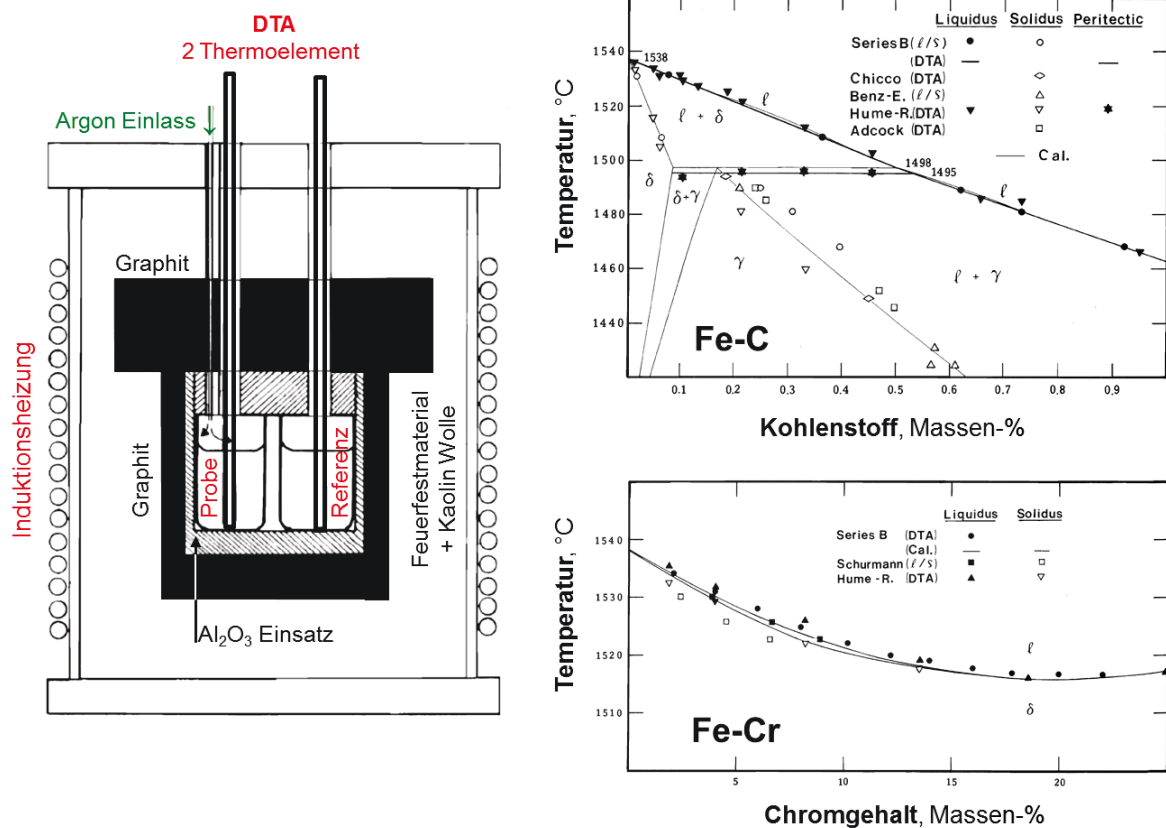 DTA
2 Thermoelement
Argon Einlass
Graphit
Induktionsheizung
Graphit
Probe
Referenz
Feuerfestmaterial
+ Kaolin Wolle
Al₂O₃ Einsatz
Liquidus Solidus Peritectic
Series B (ℓ/s)
(DTA)
Chicco (DTA)
Benz-E. (ℓ/s)
Hume-R. (DTA)
Adcock (DTA)
Cal.
1540
1520
1500
1480
1460
1440
Temperatur, °C
1538
ℓ
ℓ + δ
1498
1495
δ
δ+γ
ℓ
γ
ℓ + γ
Fe-C
0.1 0.2 0.3 0.4 0.5 0.6 0.7 0.8 0.9
Kohlenstoff, Massen-%
Liquidus Solidus
Series B (DTA)
(Cal.)
Schurmann (ℓ/s)
Hume-R. (DTA)
1540
1530
1520
1510
Temperatur, °C
ℓ
δ
Fe-Cr
5 10 15 20
Chromgehalt, Massen-%